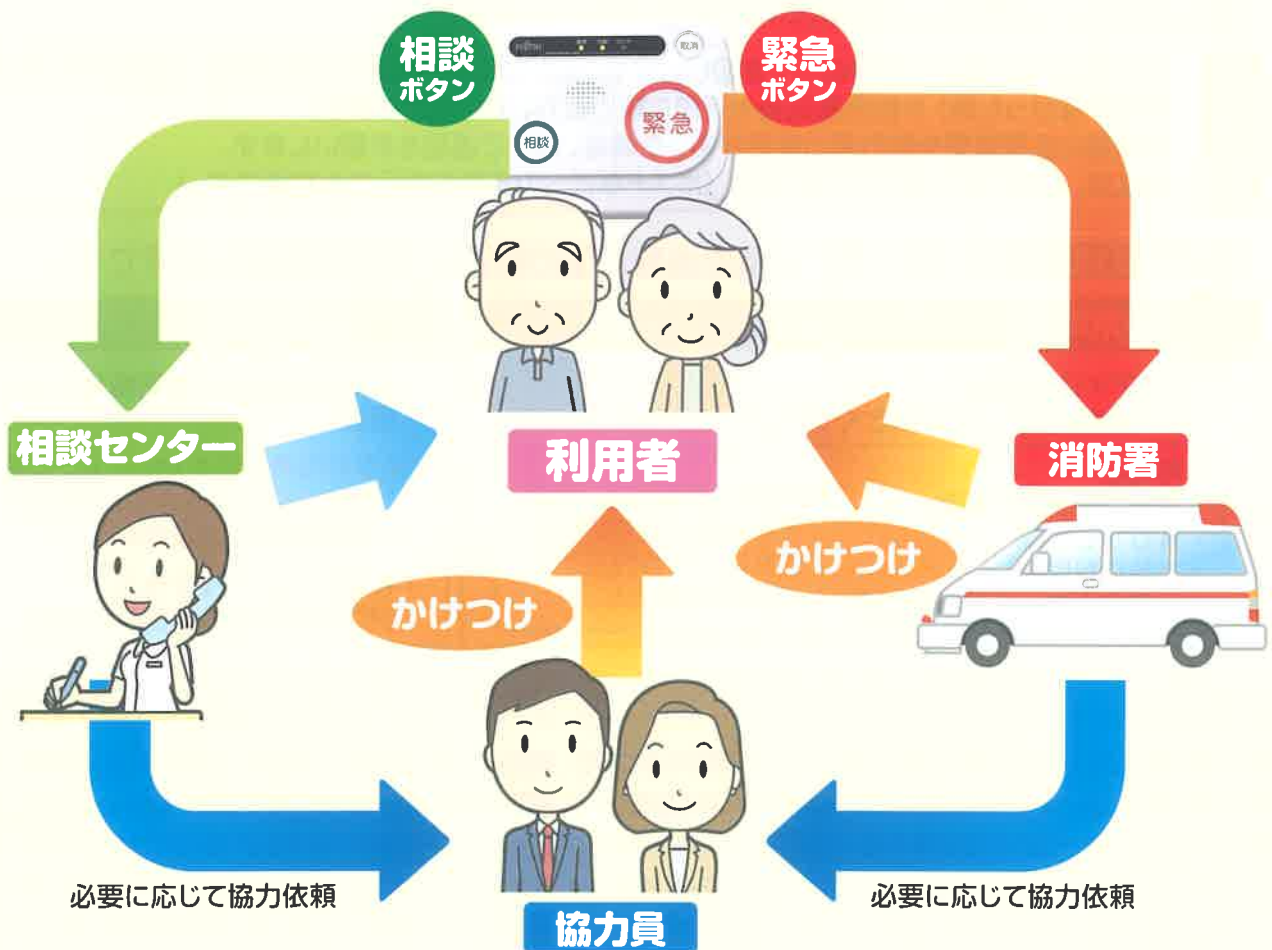 相談
ボタン
FUJITSU
取消
緊急
ボタン
緊急
相談
相談センター
利用者
消防署
かけつけ
かけつけ
必要に応じて協力依頼
必要に応じて協力依頼
協力員